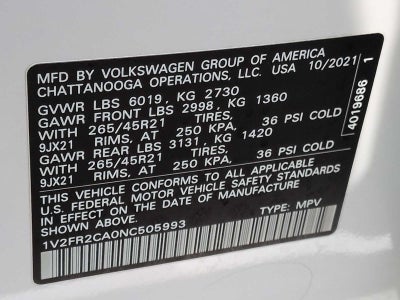 MFD BY VOLKSWAGEN GROUP OF AMERICA
CHATTANOOGA OPERATIONS, LLC. USA 10/2021
GVWR LBS 6019, KG 2730
GAWR FRONT LBS 2998, KG 1360
WITH 265/45R21 TIRES,
9JX21 RIMS, AT 250 KPA, 36 PSI COLD
GAWR REAR LBS 3131, KG 1420
WITH 265/45R21 TIRES,
9JX21 RIMS, AT 250 KPA, 36 PSI COLD
THIS VEHICLE CONFORMS TO ALL APPLICABLE
U.S. FEDERAL MOTOR VEHICLE SAFETY STANDARDS
IN EFFECT ON THE DATE OF MANUFACTURE
SHOWN ABOVE.
1V2FR2CA0NC505993 TYPE: MPV
4019686 1